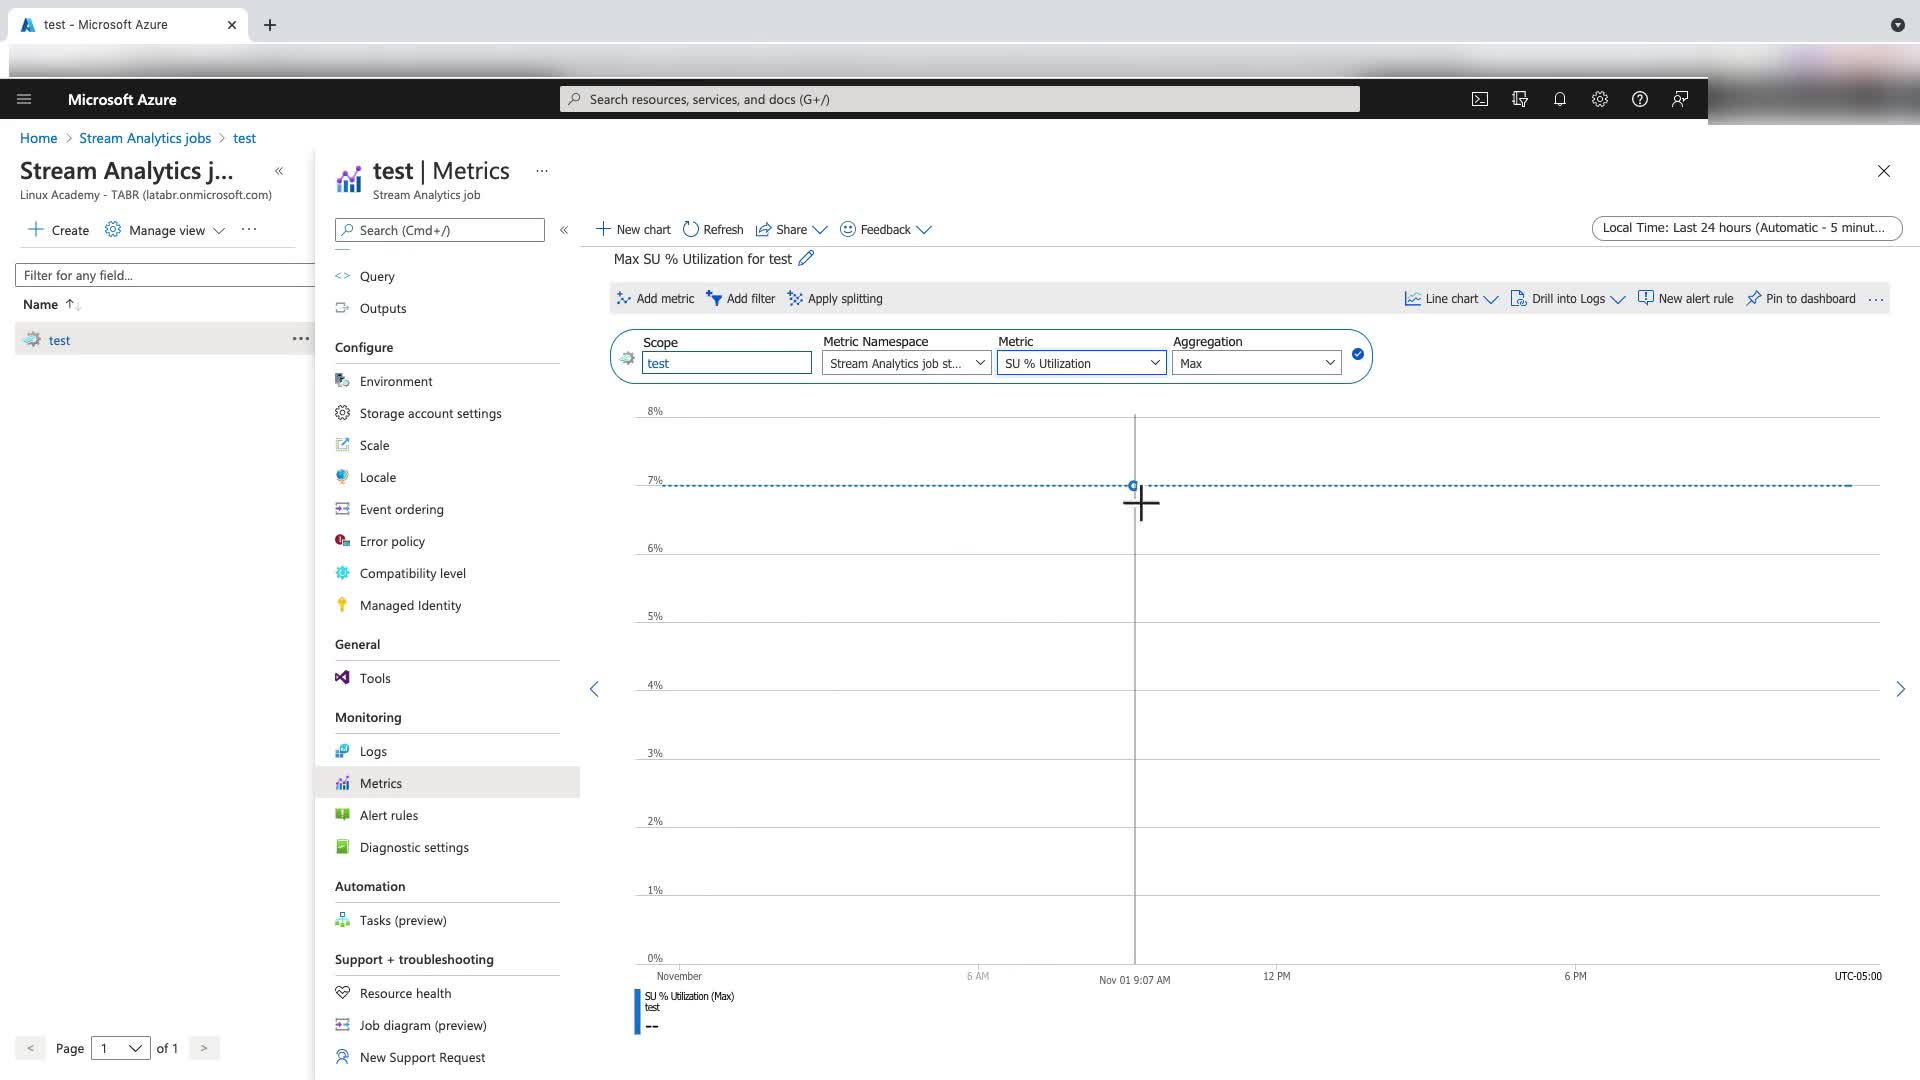 test - Microsoft Azure
Microsoft Azure
Search resources, services, and docs (G+/)
Home > Stream Analytics jobs > test
Stream Analytics j...
Linux Academy - TABR (latabr.onmicrosoft.com)
Create
Manage view
Filter for any field...
Name
test
Page 1 of 1
test | Metrics
Stream Analytics job
Search (Cmd+/)
Query
Outputs
Configure
Environment
Storage account settings
Scale
Locale
Event ordering
Error policy
Compatibility level
Managed Identity
General
Tools
Monitoring
Logs
Metrics
Alert rules
Diagnostic settings
Automation
Tasks (preview)
Support + troubleshooting
Resource health
Job diagram (preview)
New Support Request
New chart
Refresh
Share
Feedback
Local Time: Last 24 hours (Automatic - 5 minut...
Max SU % Utilization for test
Add metric
Add filter
Apply splitting
Line chart
Drill into Logs
New alert rule
Pin to dashboard
Scope
test
Metric Namespace
Stream Analytics job st...
Metric
SU % Utilization
Aggregation
Max
8%
7%
6%
5%
4%
3%
2%
1%
0%
November
6 AM
Nov 01 9:07 AM
12 PM
6 PM
UTC-05:00
SU % Utilization (Max)
test
--